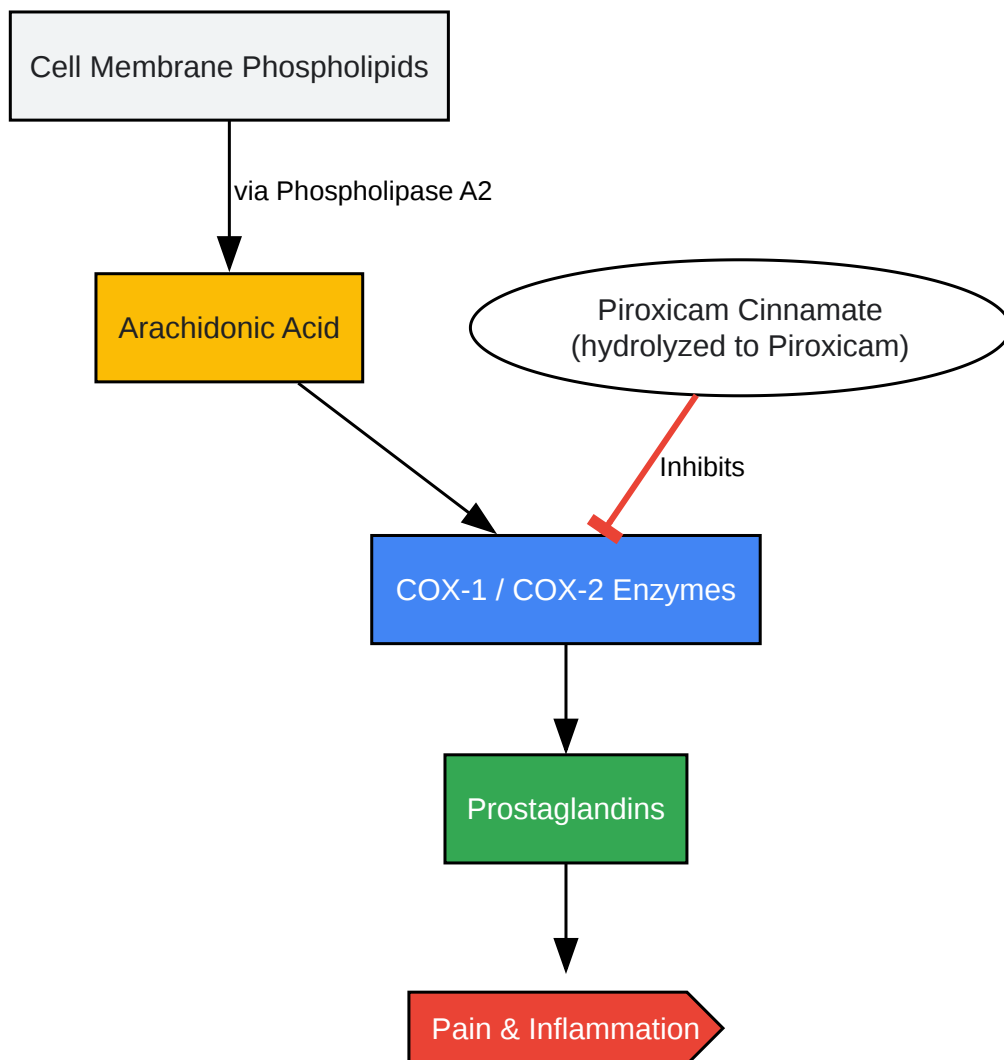 Cell Membrane Phospholipids
via Phospholipase A2
Arachidonic Acid
Piroxicam Cinnamate
(hydrolyzed to Piroxicam)
Inhibits
COX-1 / COX-2 Enzymes
Prostaglandins
Pain & Inflammation